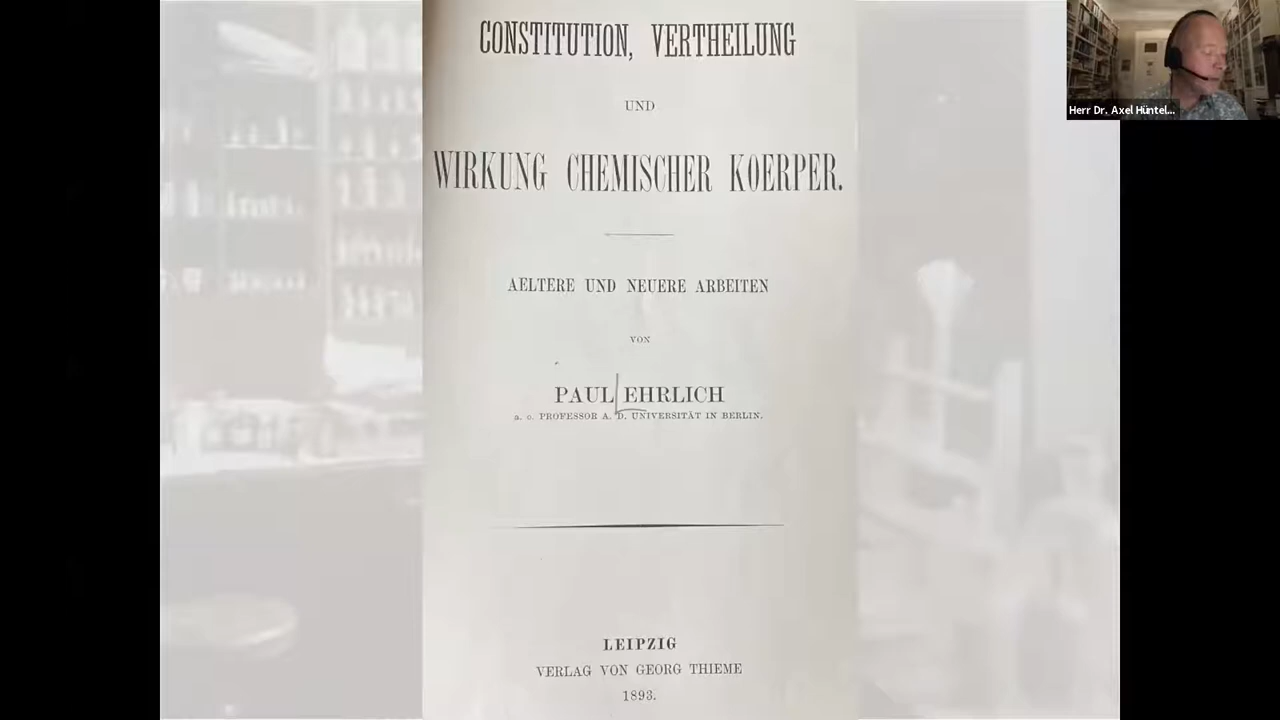 CONSTITUTION, VERTHEILUNG
UND
WIRKUNG CHEMISCHER KOERPER.
AELTERE UND NEUERE ARBEITEN
VON
PAUL EHRLICH
a. o. PROFESSOR A. D. UNIVERSITÄT IN BERLIN.
LEIPZIG
VERLAG VON GEORG THIEME
1893.
Herr Dr. Axel Hüntel...